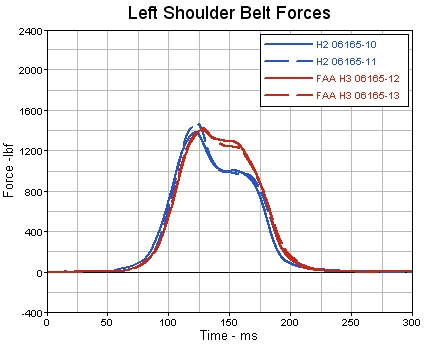 Left Shoulder Belt Forces
2400
2000
1600
1200
800
400
0
-400
Force -lbf
H2 06165-10
H2 06165-11
FAA H3 06165-12
FAA H3 06165-13
0 50 100 150 200 250 300
Time - ms